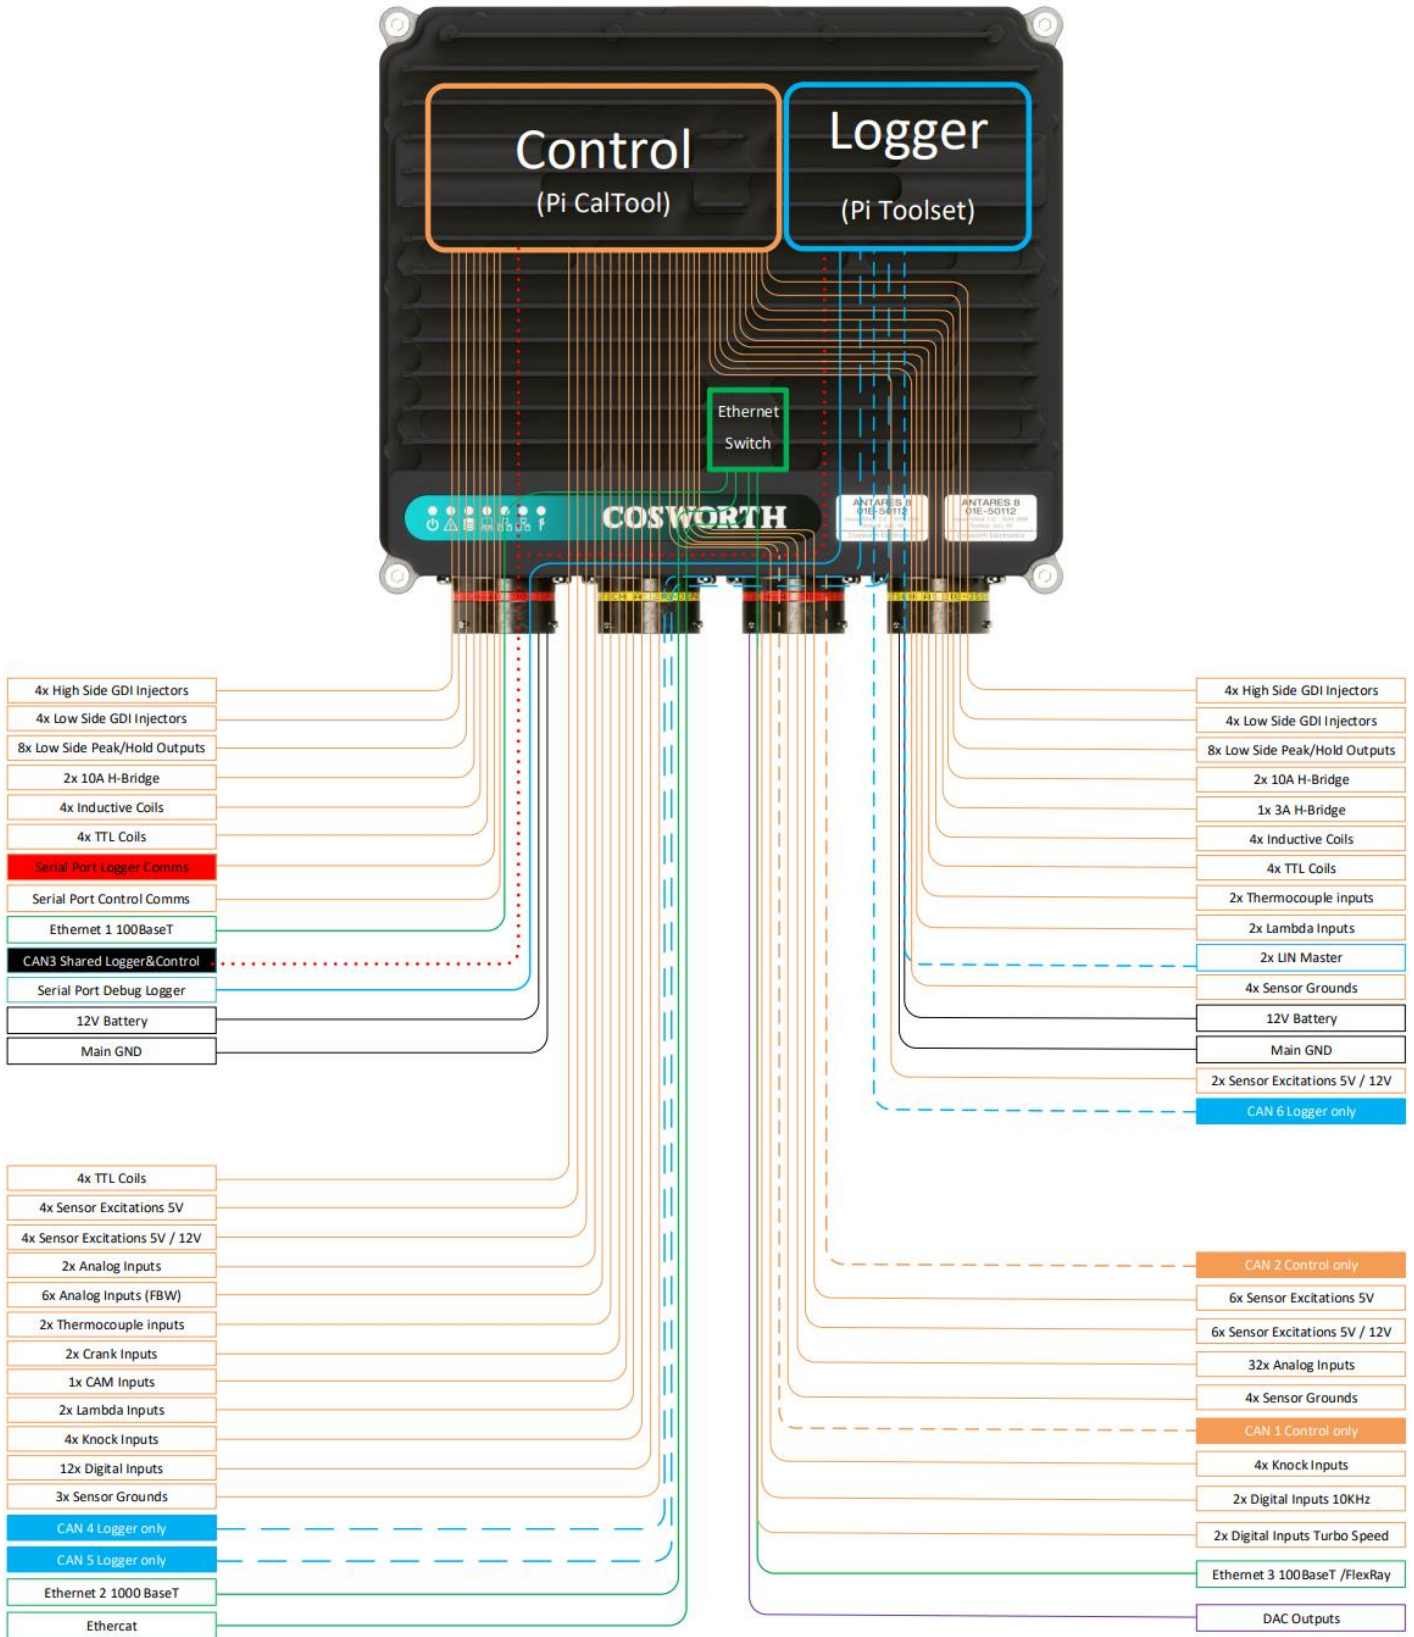 Control
(Pi CalTool)
Logger
(Pi Toolset)
Ethernet
Switch
COSWORTH
ANTARES 8
01E-50112
Cosworth Electronics
ANTARES 8
01E-50112
Cosworth Electronics
4x High Side GDI Injectors
4x Low Side GDI Injectors
8x Low Side Peak/Hold Outputs
2x 10A H-Bridge
4x Inductive Coils
4x TTL Coils
Serial Port Logger Comms
Serial Port Control Comms
Ethernet 1 100BaseT
CAN3 Shared Logger&Control
Serial Port Debug Logger
12V Battery
Main GND
4x TTL Coils
4x Sensor Excitations 5V
4x Sensor Excitations 5V / 12V
2x Analog Inputs
6x Analog Inputs (FBW)
2x Thermocouple inputs
2x Crank Inputs
1x CAM Inputs
2x Lambda Inputs
4x Knock Inputs
12x Digital Inputs
3x Sensor Grounds
CAN 4 Logger only
CAN 5 Logger only
Ethernet 2 1000 BaseT
Ethercat
4x High Side GDI Injectors
4x Low Side GDI Injectors
8x Low Side Peak/Hold Outputs
2x 10A H-Bridge
1x 3A H-Bridge
4x Inductive Coils
4x TTL Coils
2x Thermocouple inputs
2x Lambda Inputs
2x LIN Master
4x Sensor Grounds
12V Battery
Main GND
2x Sensor Excitations 5V / 12V
CAN 6 Logger only
CAN 2 Control only
6x Sensor Excitations 5V
6x Sensor Excitations 5V / 12V
32x Analog Inputs
4x Sensor Grounds
CAN 1 Control only
4x Knock Inputs
2x Digital Inputs 10KHz
2x Digital Inputs Turbo Speed
Ethernet 3 100BaseT /FlexRay
DAC Outputs